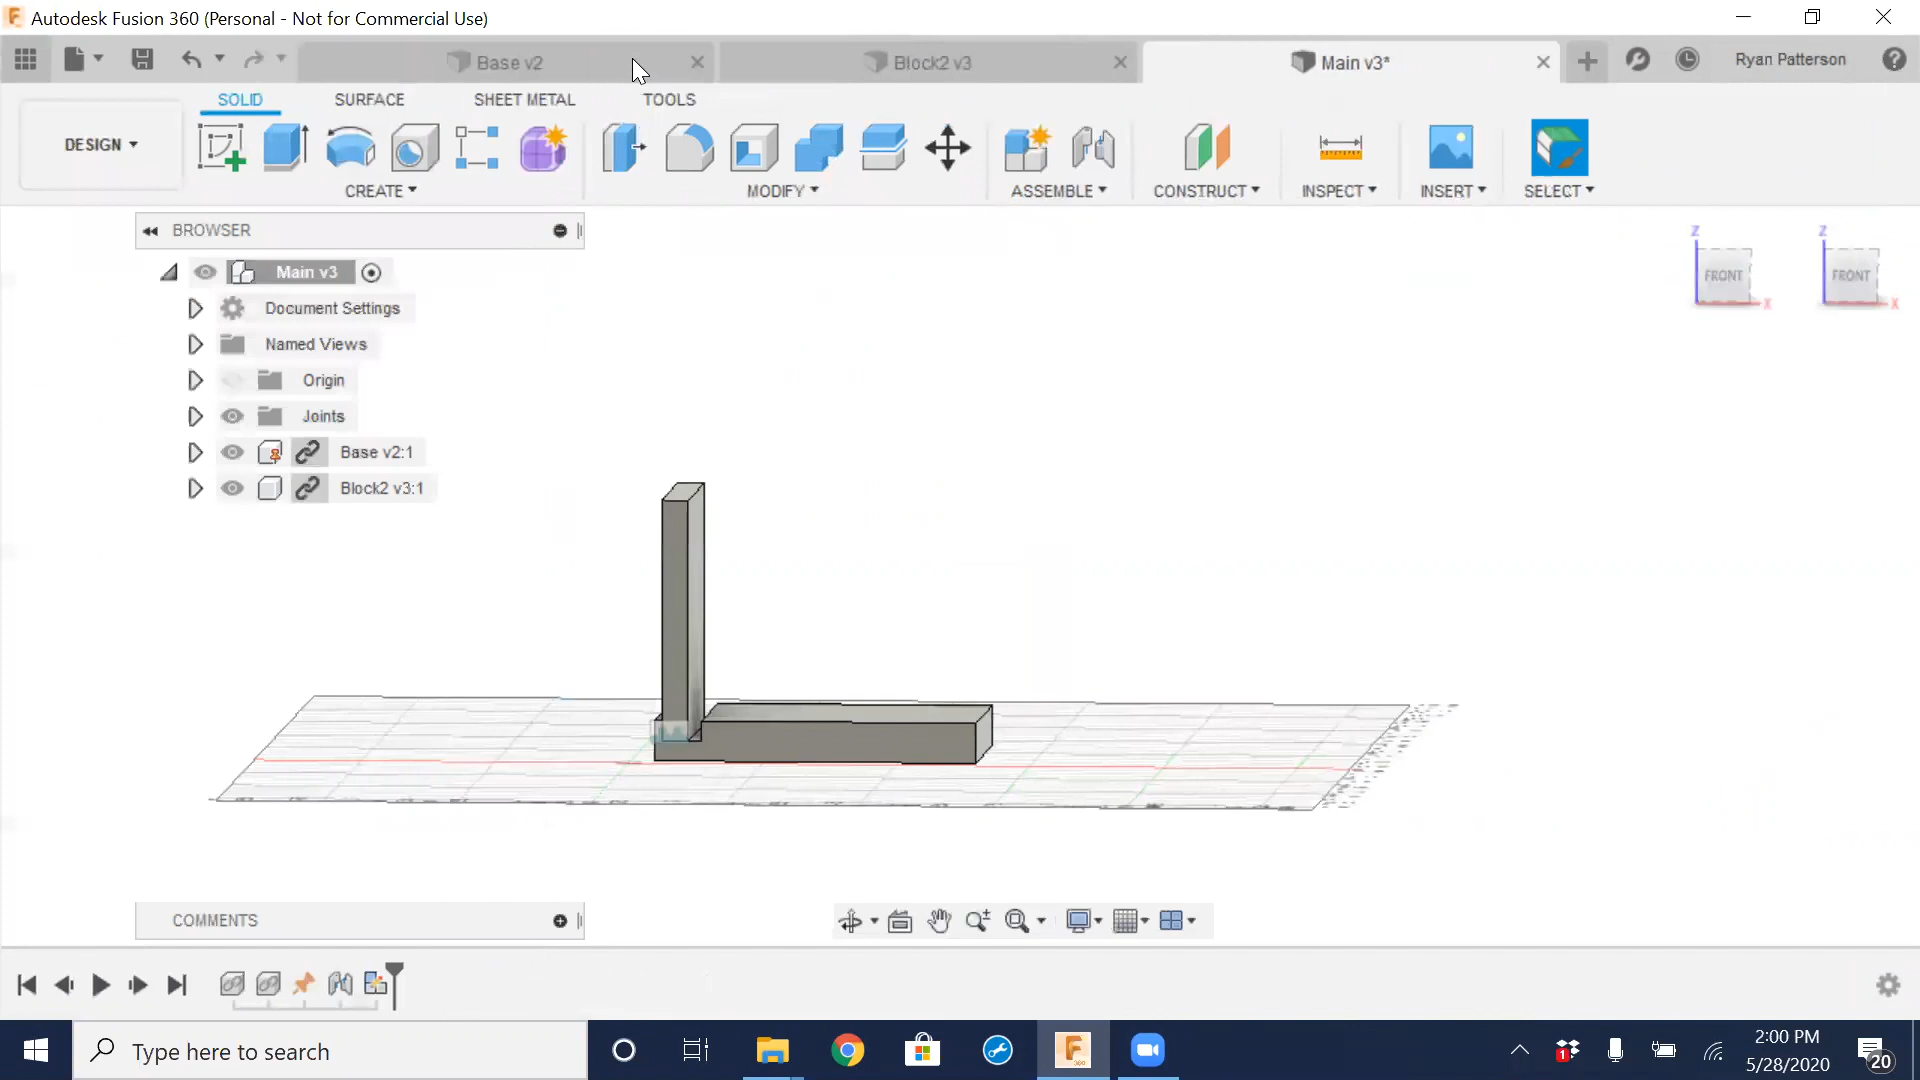 Autodesk Fusion 360 (Personal - Not for Commercial Use)
Base v2
Block2 v3
Main v3*
Ryan Patterson
SOLID
SURFACE
SHEET METAL
TOOLS
DESIGN
CREATE
MODIFY
ASSEMBLE
CONSTRUCT
INSPECT
INSERT
SELECT
BROWSER
Main v3
Document Settings
Named Views
Origin
Joints
Base v2:1
Block2 v3:1
Z
FRONT
X
Z
FRONT
X
COMMENTS
Type here to search
360
1
2:00 PM
5/28/2020
20